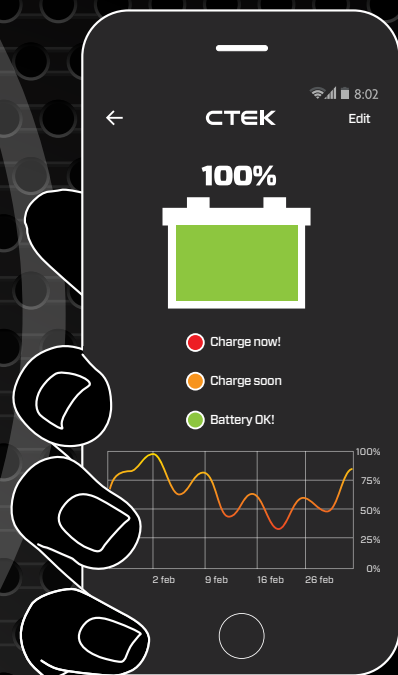 8:02
CTEK
Edit
100%
Charge now!
Charge soon
Battery OK!
100%
75%
50%
25%
0%
2 feb 9 feb 16 feb 26 feb